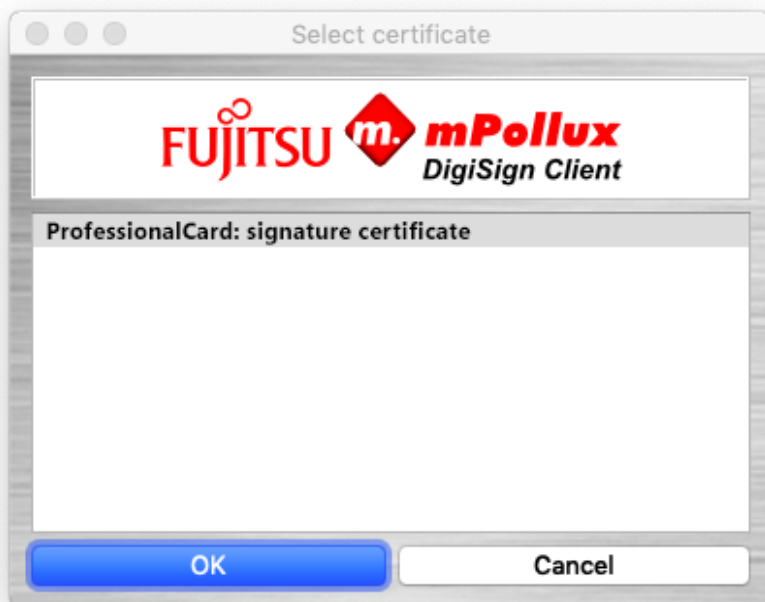 Select certificate
FUJITSU m. mPollux
DigiSign Client
ProfessionalCard: signature certificate
OK Cancel